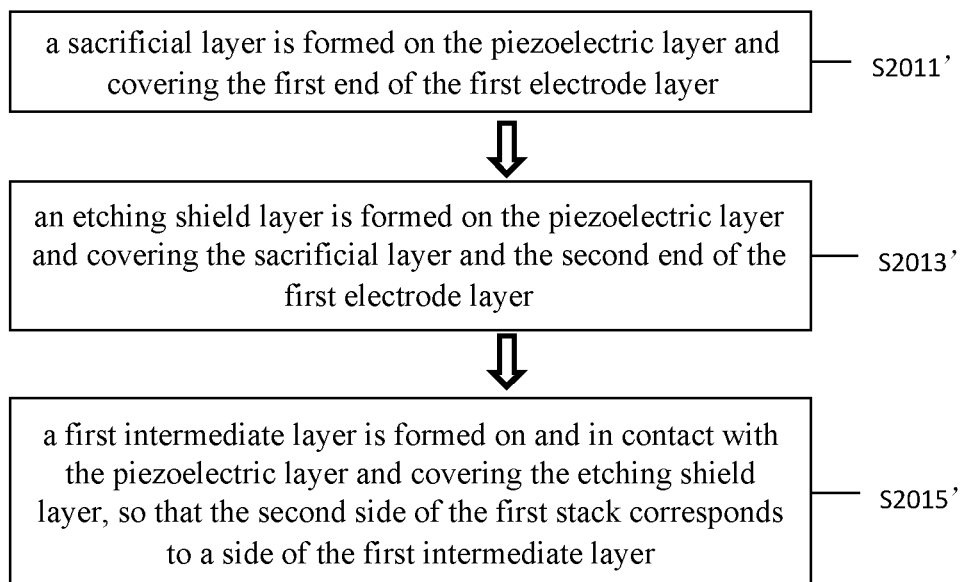 a sacrificial layer is formed on the piezoelectric layer and
covering the first end of the first electrode layer
S2011’
an etching shield layer is formed on the piezoelectric layer
and covering the sacrificial layer and the second end of the
first electrode layer
S2013’
a first intermediate layer is formed on and in contact with
the piezoelectric layer and covering the etching shield
layer, so that the second side of the first stack corresponds
to a side of the first intermediate layer
S2015’